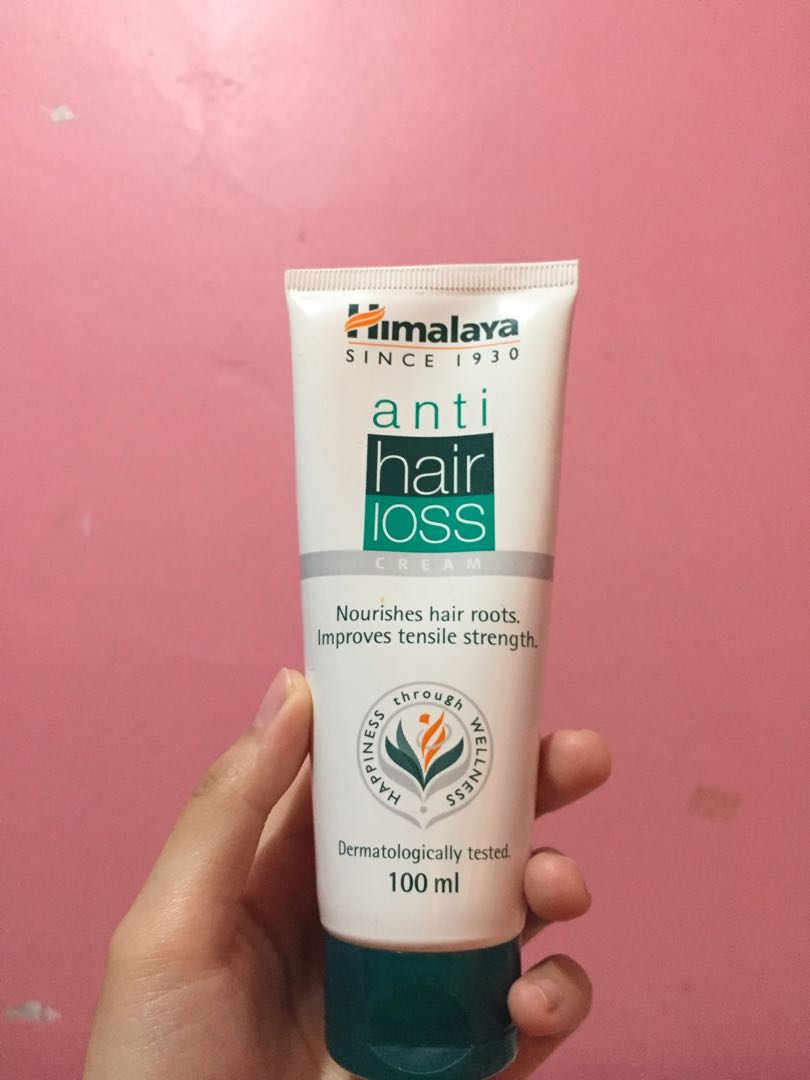 Himalaya
SINCE 1930
anti
hair
loss
CREAM
Nourishes hair roots.
Improves tensile strength.
HAPPINESS through WELLNESS
Dermatologically tested.
100 ml